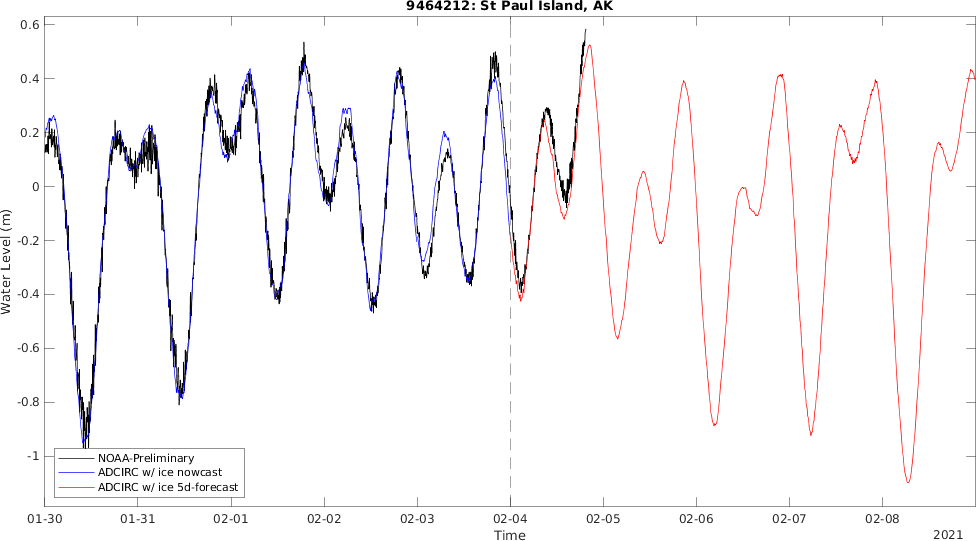 9464212: St Paul Island, AK
0.6
0.4
0.2
0
-0.2
-0.4
-0.6
-0.8
-1
Water Level (m)
NOAA-Preliminary
ADCIRC w/ ice nowcast
ADCIRC w/ ice 5d-forecast
01-30 01-31 02-01 02-02 02-03 02-04 02-05 02-06 02-07 02-08
Time
2021